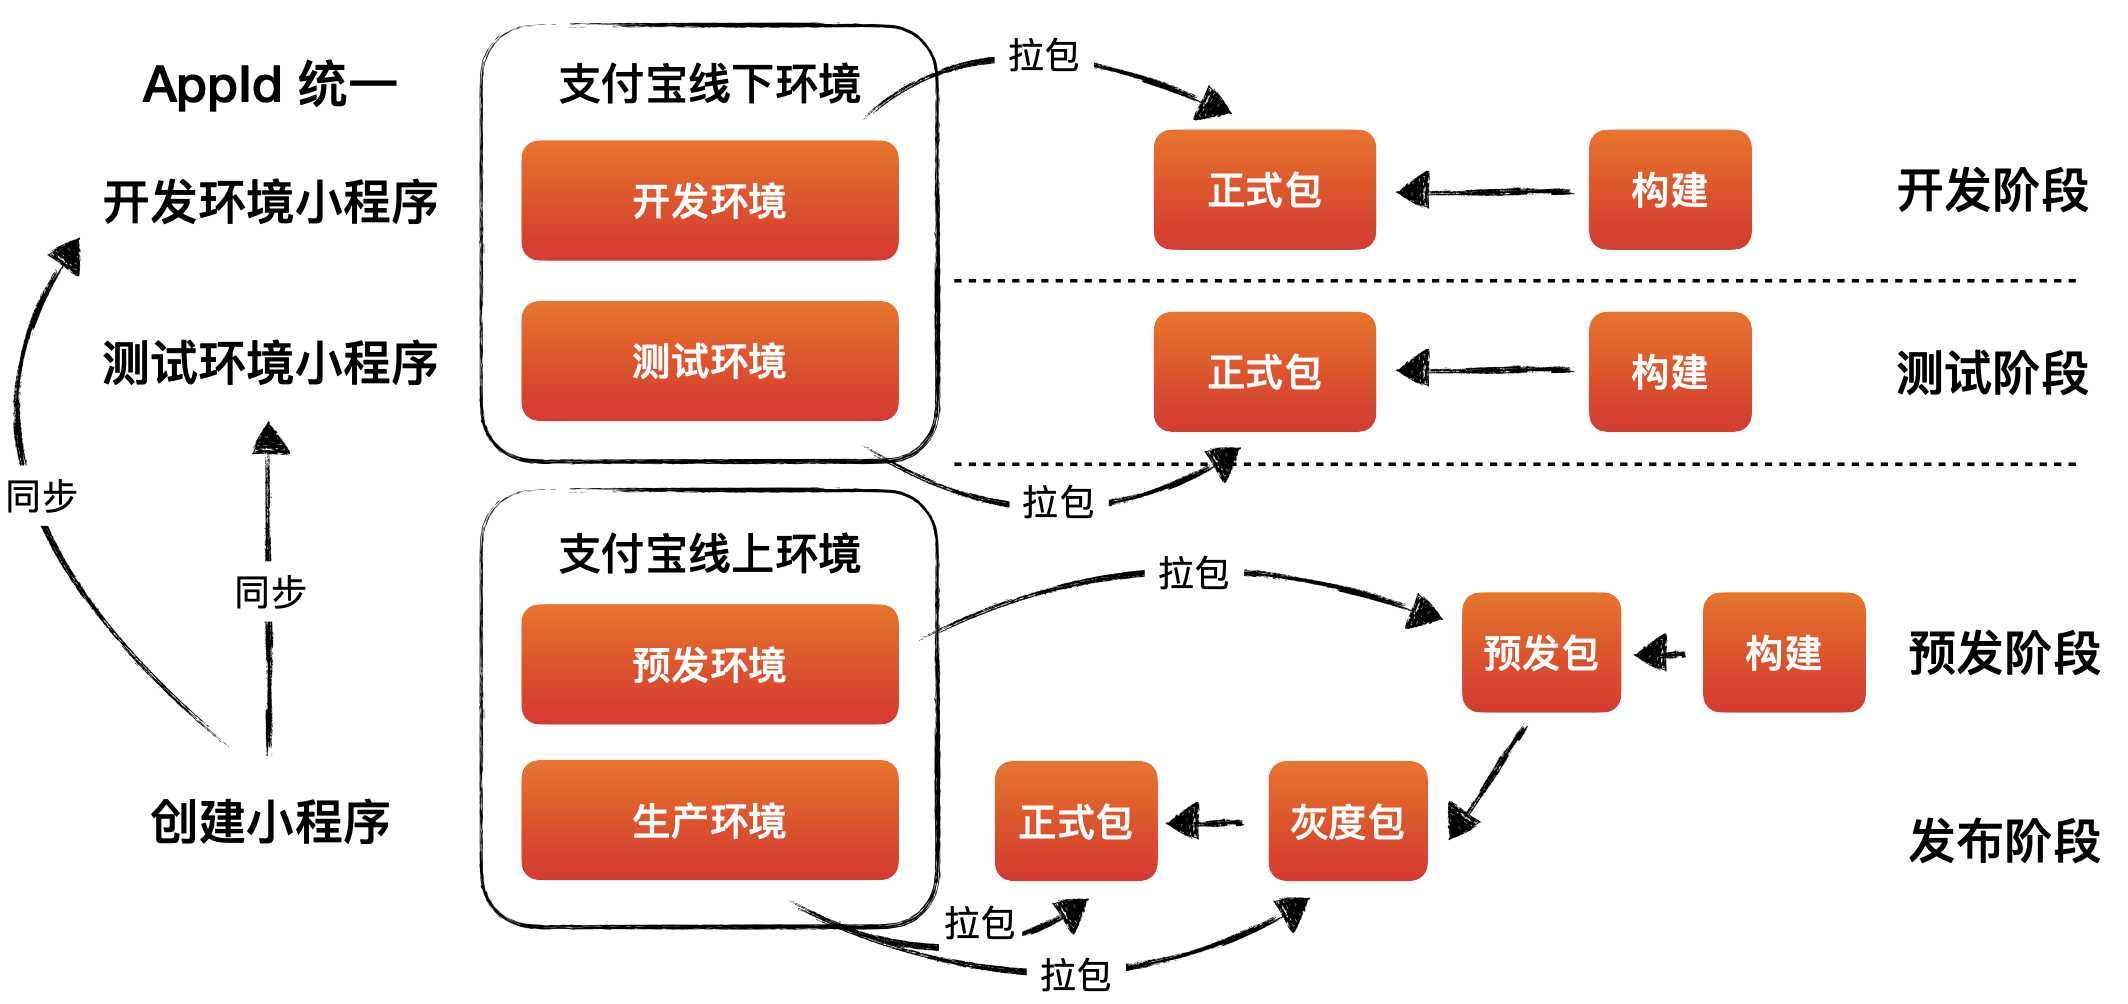 AppId 统一
支付宝线下环境
拉包
开发环境小程序
开发环境
正式包
构建
开发阶段
测试环境小程序
测试环境
正式包
构建
测试阶段
同步
拉包
同步
支付宝线上环境
拉包
预发环境
预发包
构建
预发阶段
创建小程序
生产环境
正式包
灰度包
发布阶段
拉包
拉包